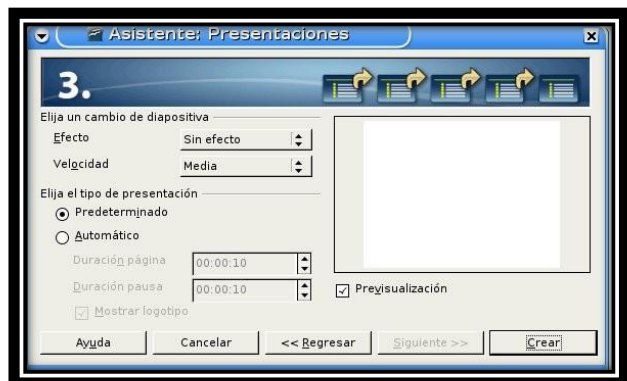 Asistente: Presentaciones
3.
Elija un cambio de diapositiva
Efecto
Sin efecto
Velocidad
Media
Elija el tipo de presentación
Predeterminado
Automático
Duración página
00:00:10
Duración pausa
00:00:10
Mostrar logotipo
Previsualización
Ayuda
Cancelar
<< Regresar
Siguiente >>
Crear